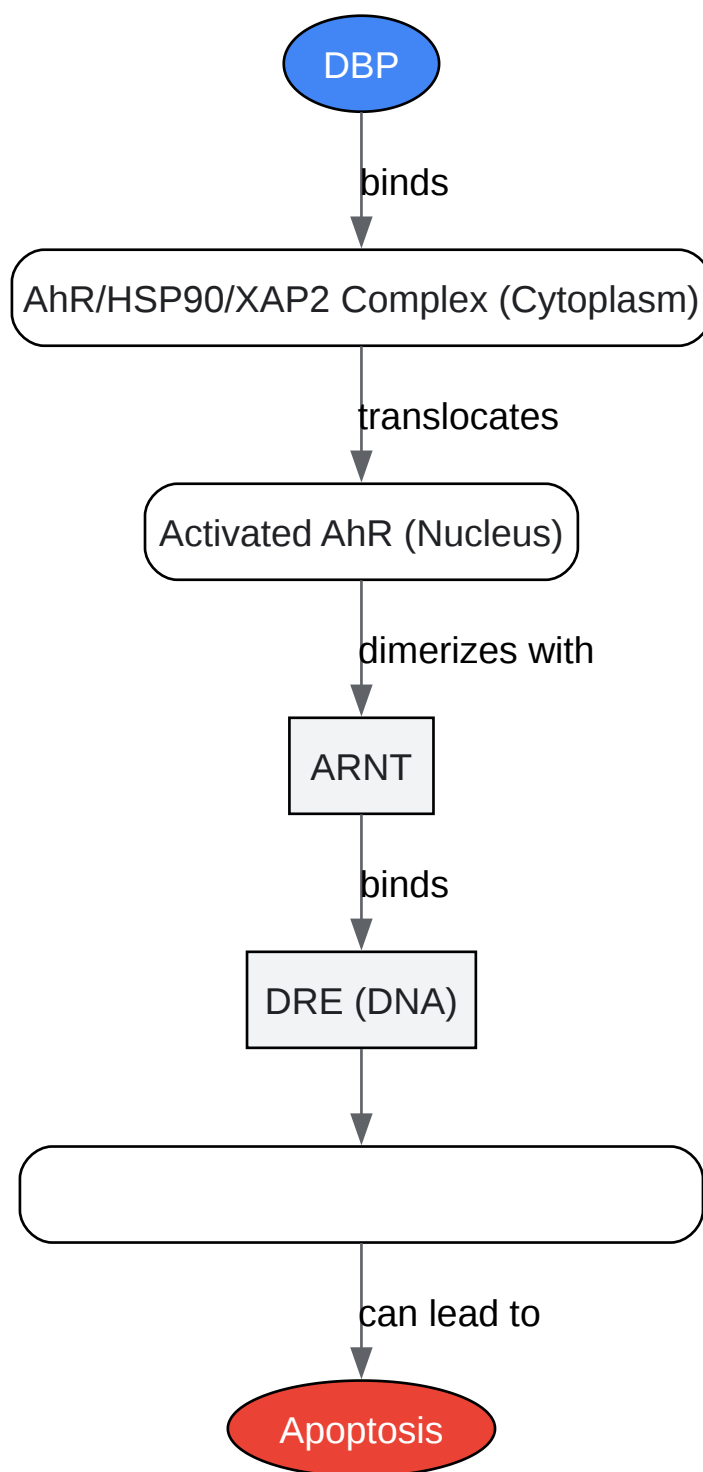 DBP
binds
AhR/HSP90/XAP2 Complex (Cytoplasm)
translocates
Activated AhR (Nucleus)
dimerizes with
ARNT
binds
DRE (DNA)
can lead to
Apoptosis